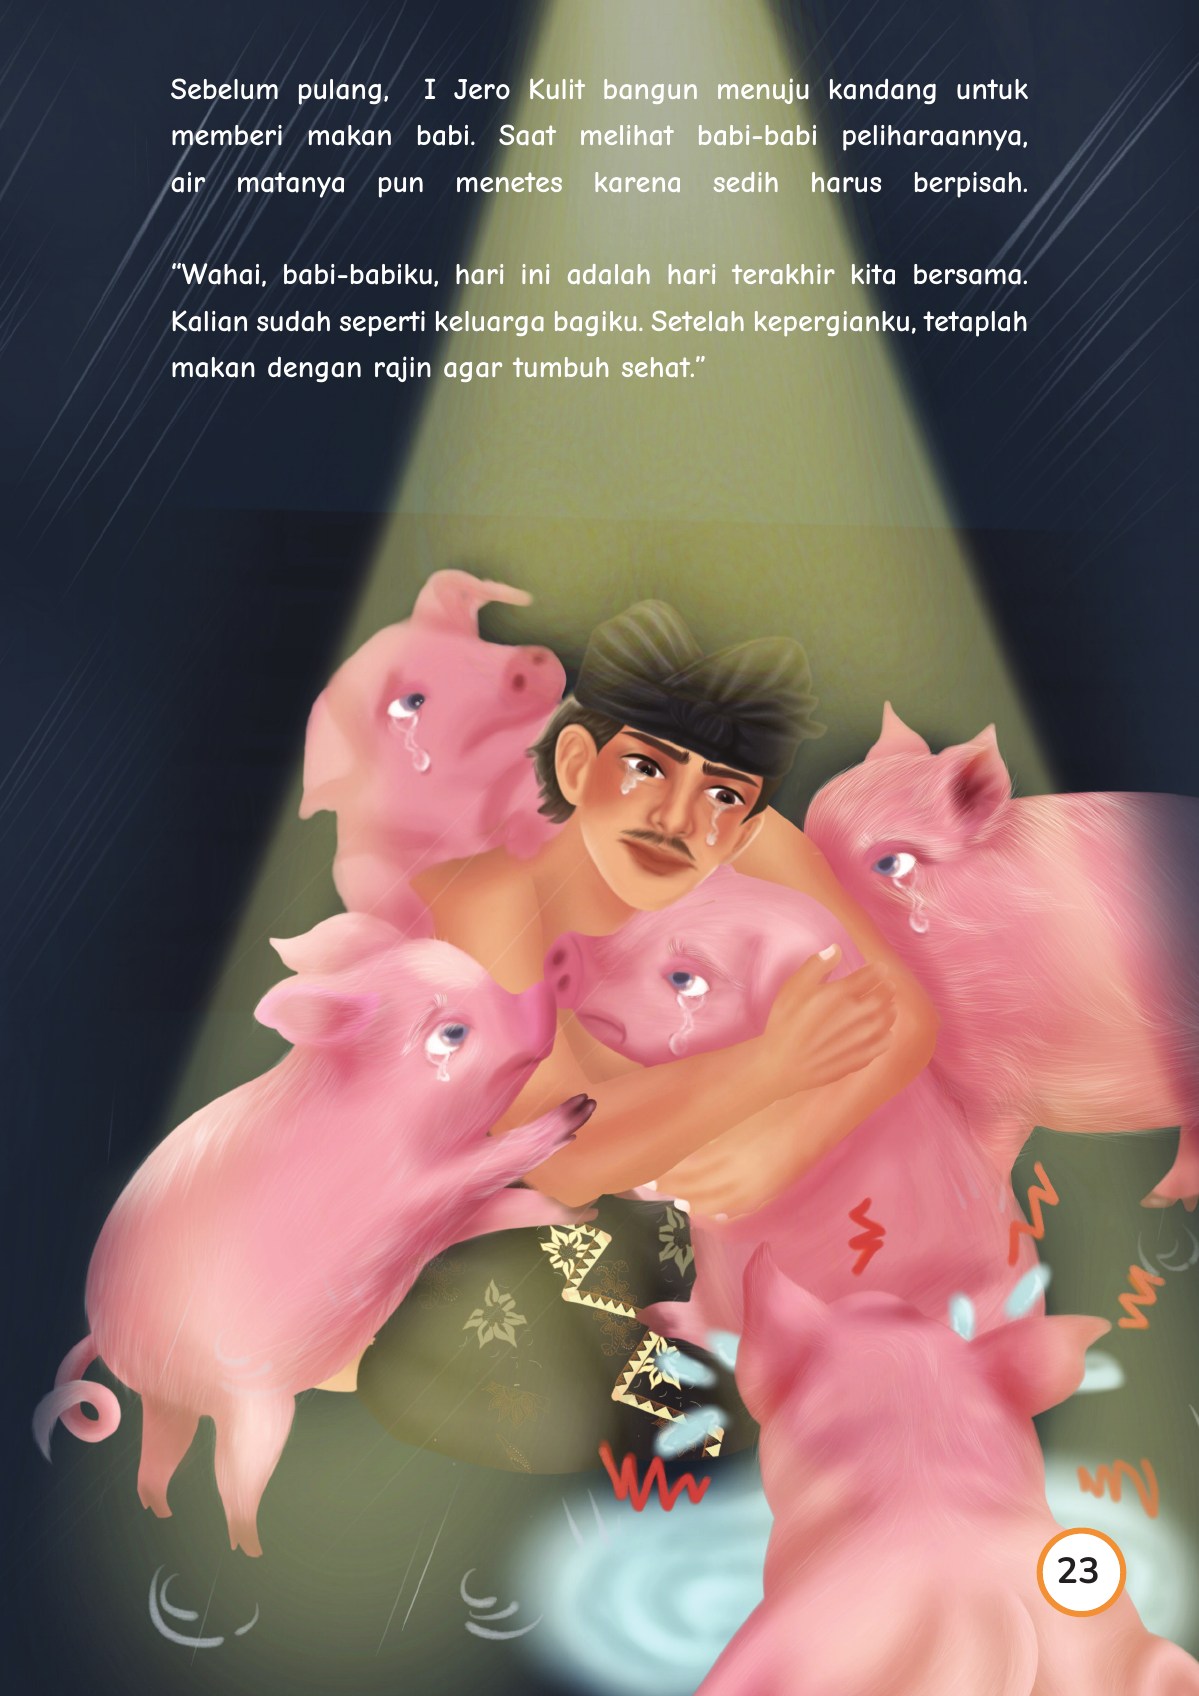 Sebelum pulang, I Jero Kulit bangun menuju kandang untuk
memberi makan babi. Saat melihat babi-babi peliharaannya,
air matanya pun menetes karena sedih harus berpisah.
“Wahai, babi-babiku, hari ini adalah hari terakhir kita bersama.
Kalian sudah seperti keluarga bagiku. Setelah kepergianku, tetaplah
makan dengan rajin agar tumbuh sehat.”
23